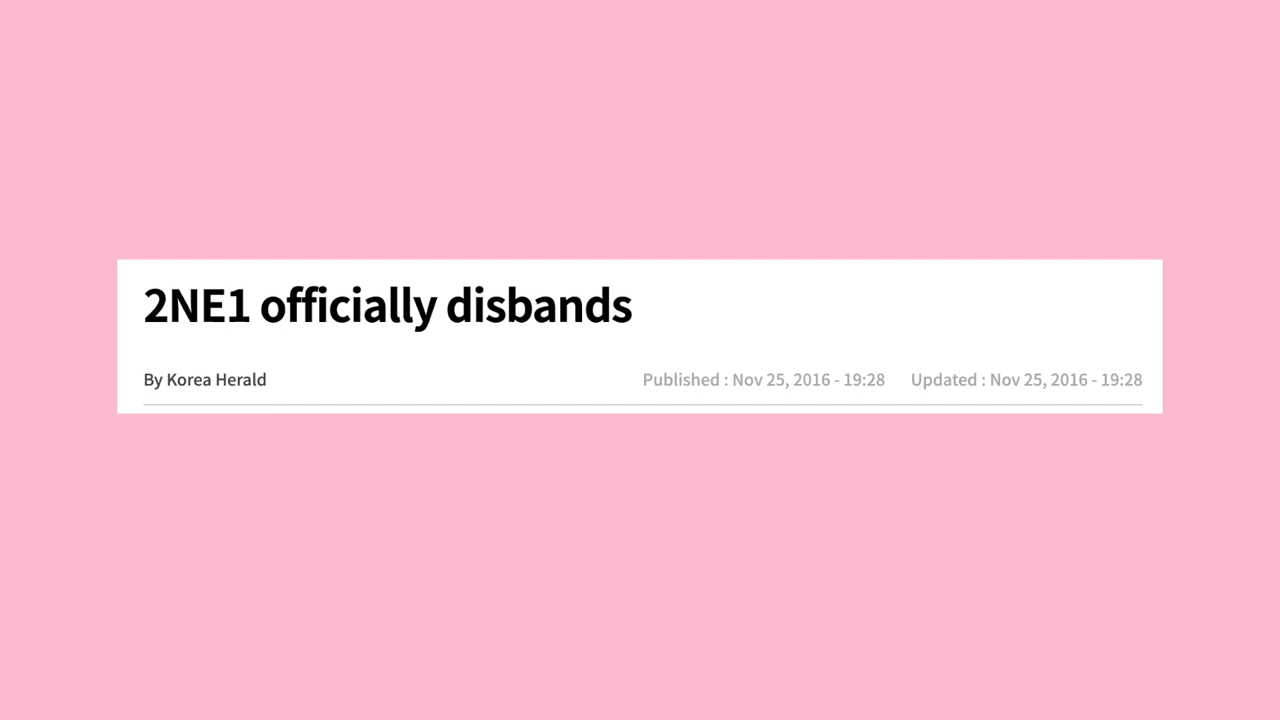 2NE1 officially disbands
By Korea Herald Published : Nov 25, 2016 - 19:28 Updated : Nov 25, 2016 - 19:28